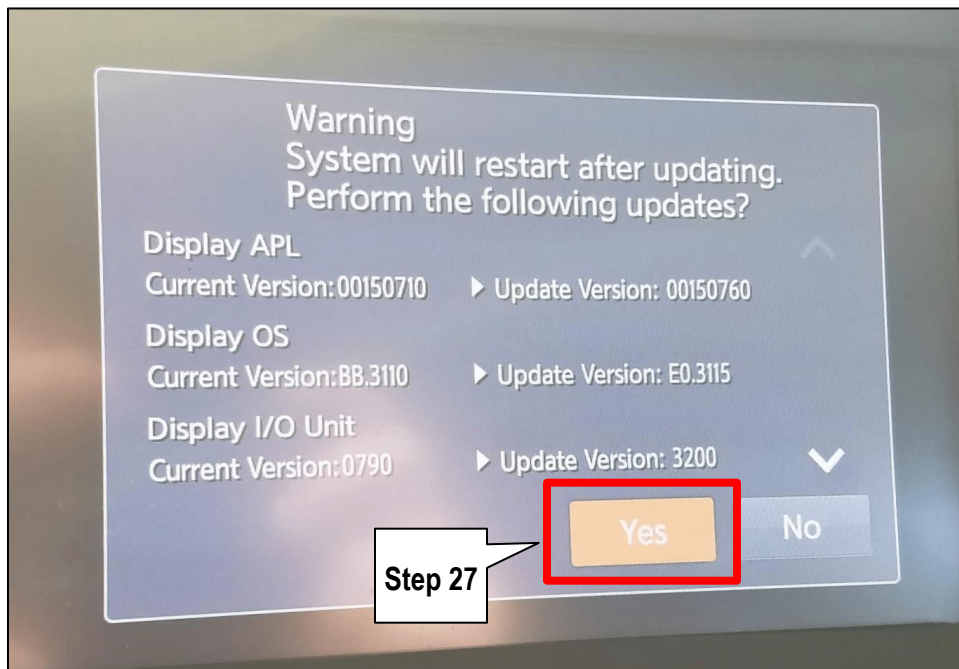 Warning
System will restart after updating.
Perform the following updates?
Display APL
Current Version:00150710 ▶ Update Version: 00150760
Display OS
Current Version:BB.3110 ▶ Update Version: E0.3115
Display I/O Unit
Current Version:0790 ▶ Update Version: 3200
Yes No
Step 27